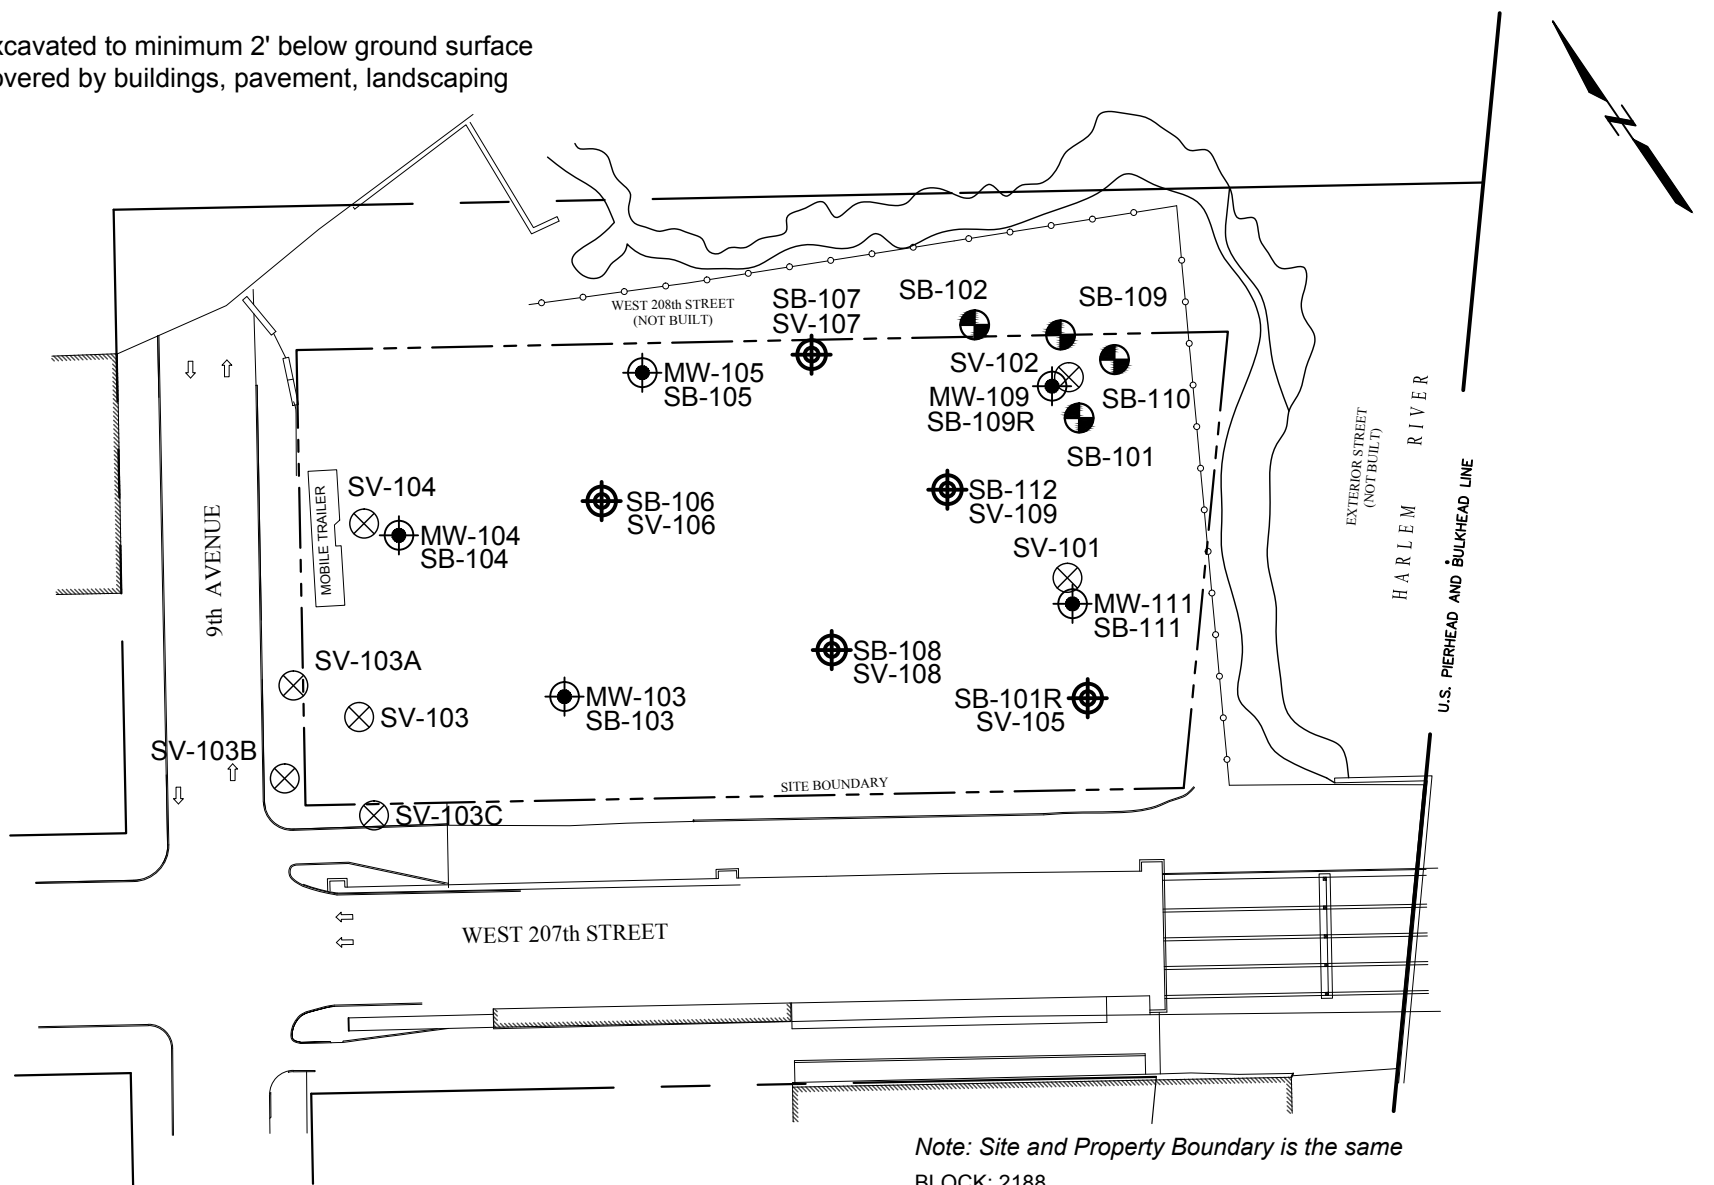 xcavated to minimum 2' below ground surface
overed by buildings, pavement, landscaping
N
WEST 208th STREET
(NOT BUILT)
SB-107
SV-107
SB-102
SB-109
SV-102
MW-105
SB-105
MW-109
SB-109R
SB-110
SB-101
SV-104
MOBILE TRAILER
MW-104
SB-104
SB-106
SV-106
SB-112
SV-109
SV-101
MW-111
SB-111
9th AVENUE
EXTERIOR STREET
(NOT BUILT)
HARLEM RIVER
U.S. PIERHEAD AND BULKHEAD LINE
SV-103A
SV-103
MW-103
SB-103
SB-108
SV-108
SB-101R
SV-105
SV-103B
SITE BOUNDARY
SV-103C
WEST 207th STREET
Note: Site and Property Boundary is the same
BLOCK: 2188